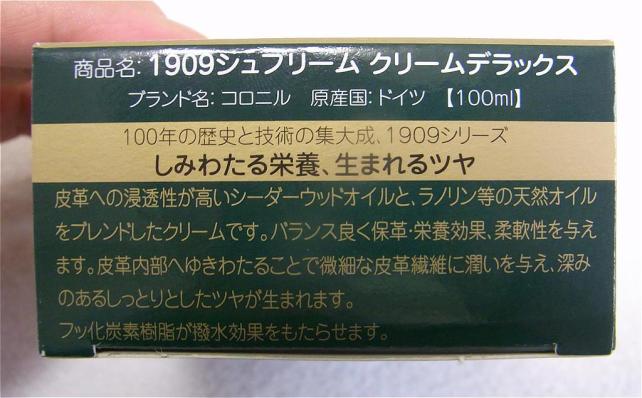 商品名: 1909シュプリーム クリームデラックス
ブランド名: コロニル 原産国: ドイツ 【100ml】
100年の歴史と技術の集大成、1909シリーズ
しみわたる栄養、生まれるツヤ
皮革への浸透性が高いシーダーウッドオイルと、ラノリン等の天然オイル
をブレンドしたクリームです。バランス良く保革・栄養効果、柔軟性を与え
ます。皮革内部へゆきわたることで微細な皮革繊維に潤いを与え、深み
のあるしっとりとしたツヤが生まれます。
フッ化炭素樹脂が撥水効果をもたらせます。